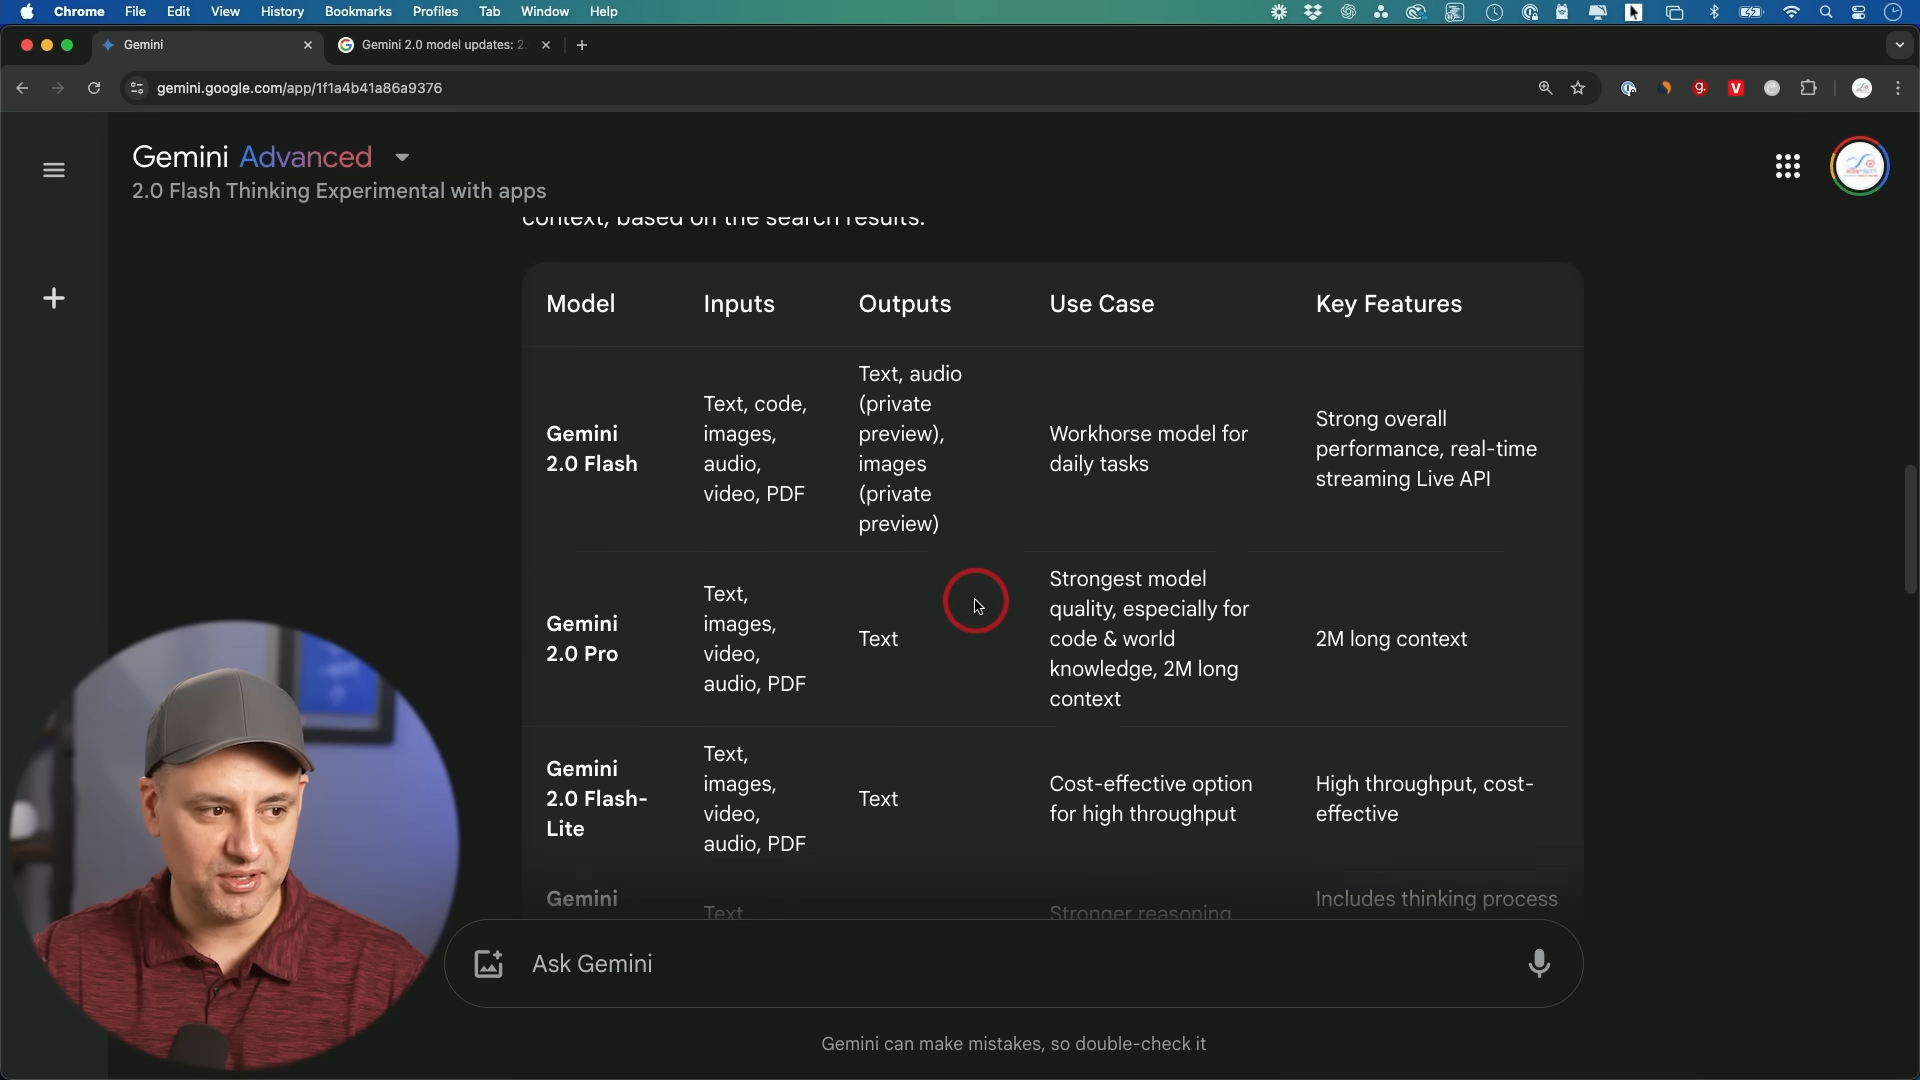 Chrome File Edit View History Bookmarks Profiles Tab Window Help
Gemini
Gemini 2.0 model updates: 2.
gemini.google.com/app/1f1a4b41a86a9376
Gemini Advanced
2.0 Flash Thinking Experimental with apps
context, based on the search results.
Model Inputs Outputs Use Case Key Features
Gemini
2.0 Flash
Text, code,
images,
audio,
video, PDF
Text, audio
(private
preview),
images
(private
preview)
Workhorse model for
daily tasks
Strong overall
performance, real-time
streaming Live API
Gemini
2.0 Pro
Text,
images,
video,
audio, PDF
Text
Strongest model
quality, especially for
code & world
knowledge, 2M long
context
2M long context
Gemini
2.0 Flash-
Lite
Text,
images,
video,
audio, PDF
Text
Cost-effective option
for high throughput
High throughput, cost-
effective
Gemini
Text
Stronger reasoning
Includes thinking process
Ask Gemini
Gemini can make mistakes, so double-check it